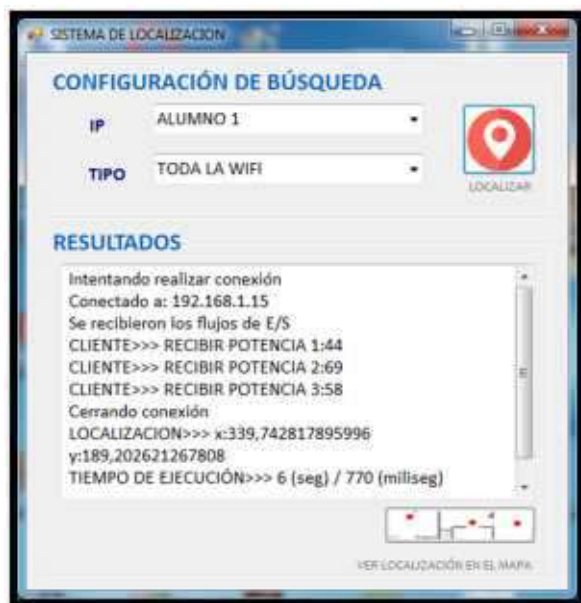 SISTEMA DE LOCALIZACION
CONFIGURACIÓN DE BÚSQUEDA
IP
ALUMNO 1
TIPO
TODA LA WIFI
LOCALIZAR
RESULTADOS
Intentando realizar conexión
Conectado a: 192.168.1.15
Se recibieron los flujos de E/S
CLIENTE>>> RECIBIR POTENCIA 1:44
CLIENTE>>> RECIBIR POTENCIA 2:69
CLIENTE>>> RECIBIR POTENCIA 3:58
Cerrando conexión
LOCALIZACION>>> x:339,742817895996
y:189,202621267808
TIEMPO DE EJECUCIÓN>>> 6 (seg) / 770 (miliseg)
VER LOCALIZACIÓN EN EL MAPA